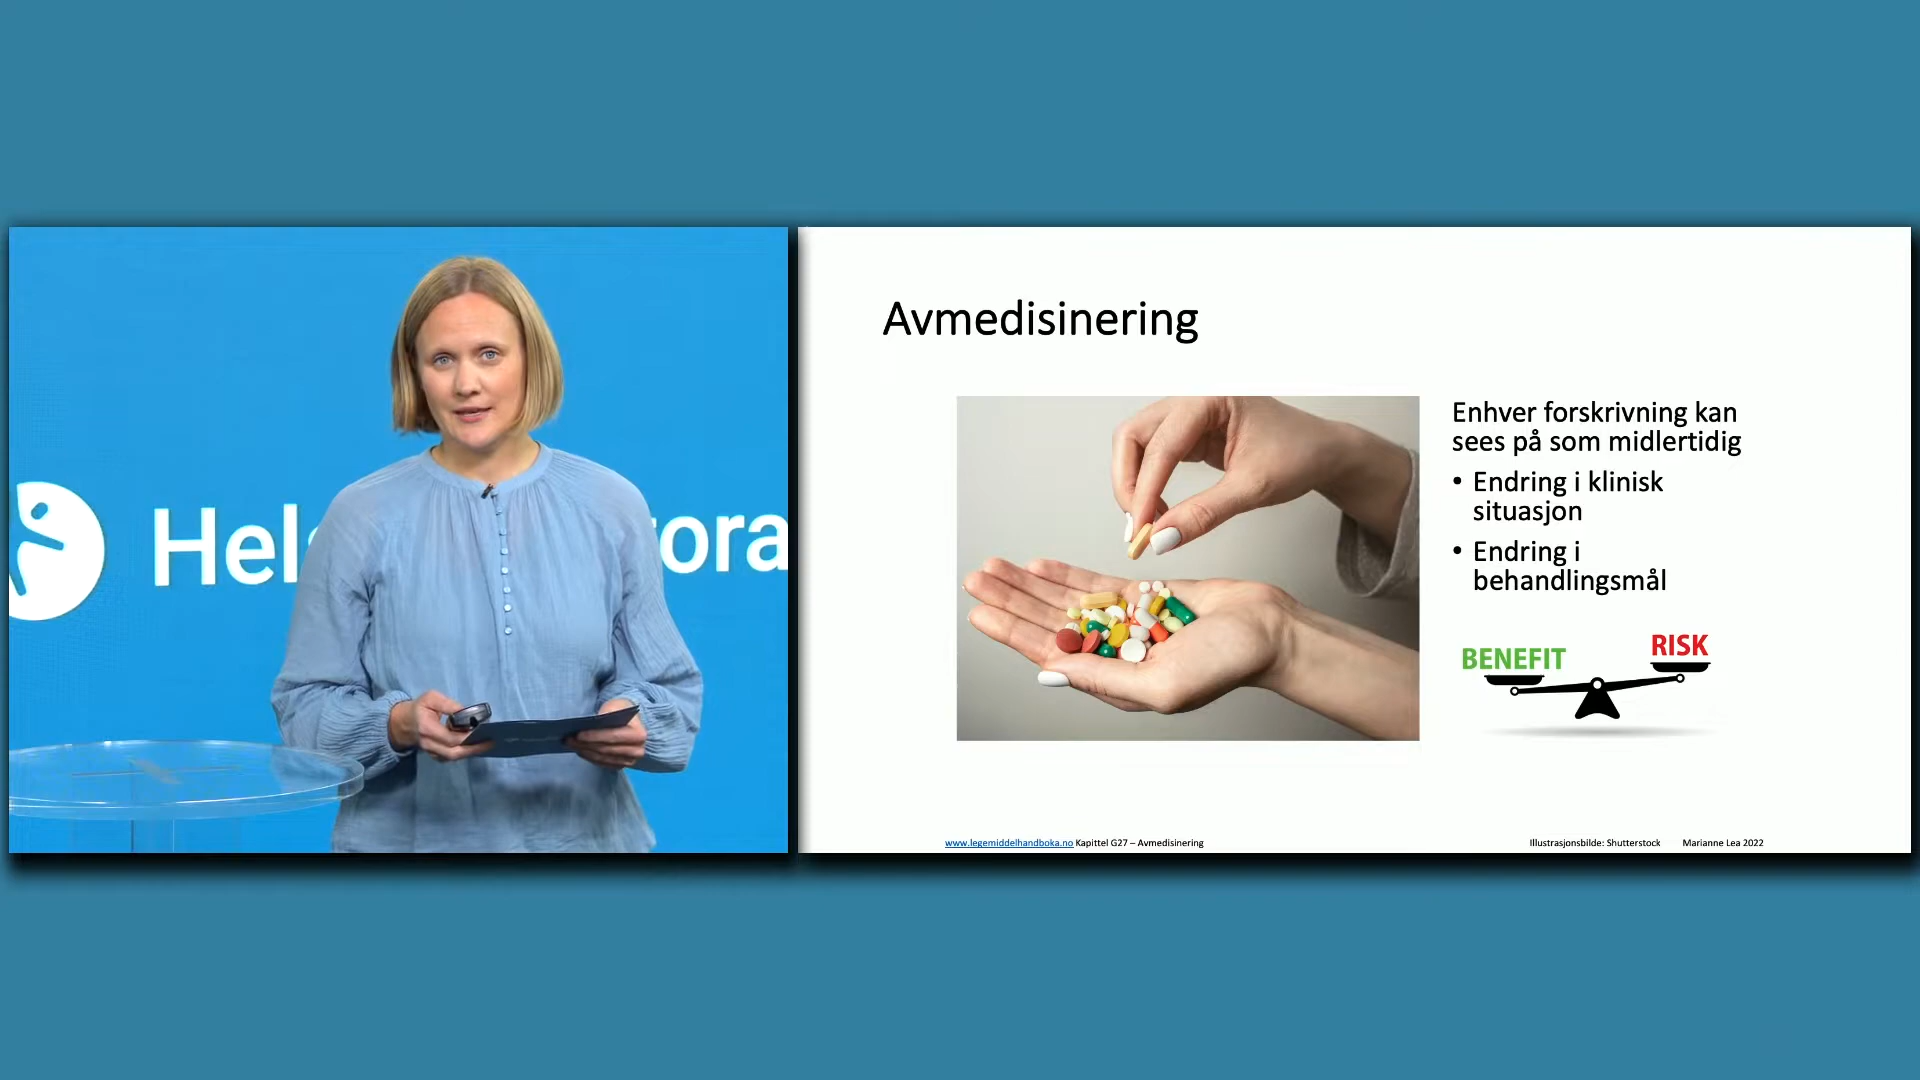 Avmedisinering
Enhver forskrivning kan
sees på som midlertidig
• Endring i klinisk
situasjon
• Endring i
behandlingsmål
BENEFIT
RISK
www.legemiddelhandboka.no Kapittel G27 – Avmedisinering
Illustrasjonsbilde: Shutterstock
Marianne Lea 2022